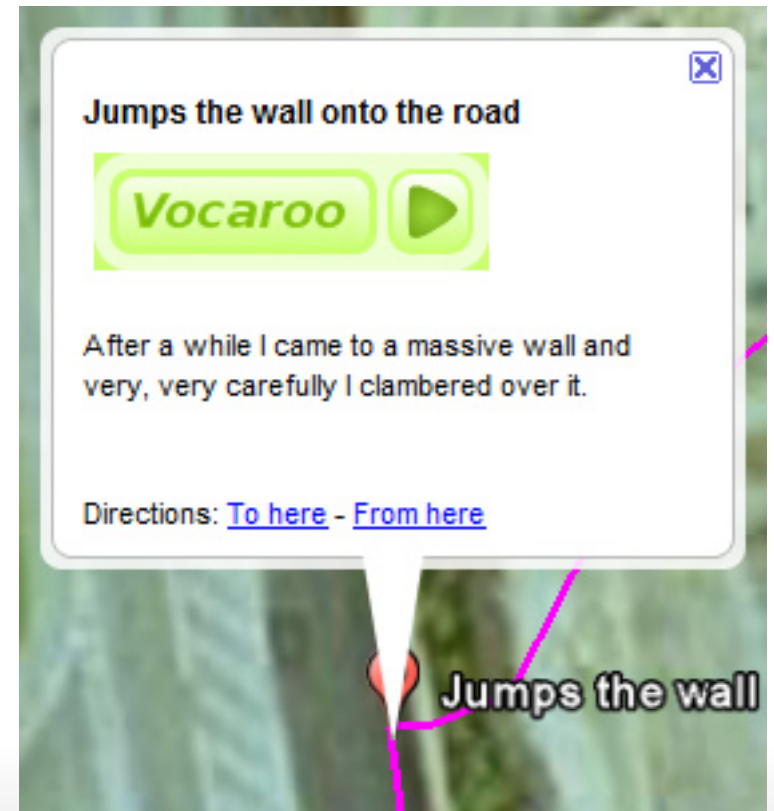 Jumps the wall onto the road
Vocaroo
After a while I came to a massive wall and
very, very carefully I clambered over it.
Directions: To here - From here
Jumps the wall